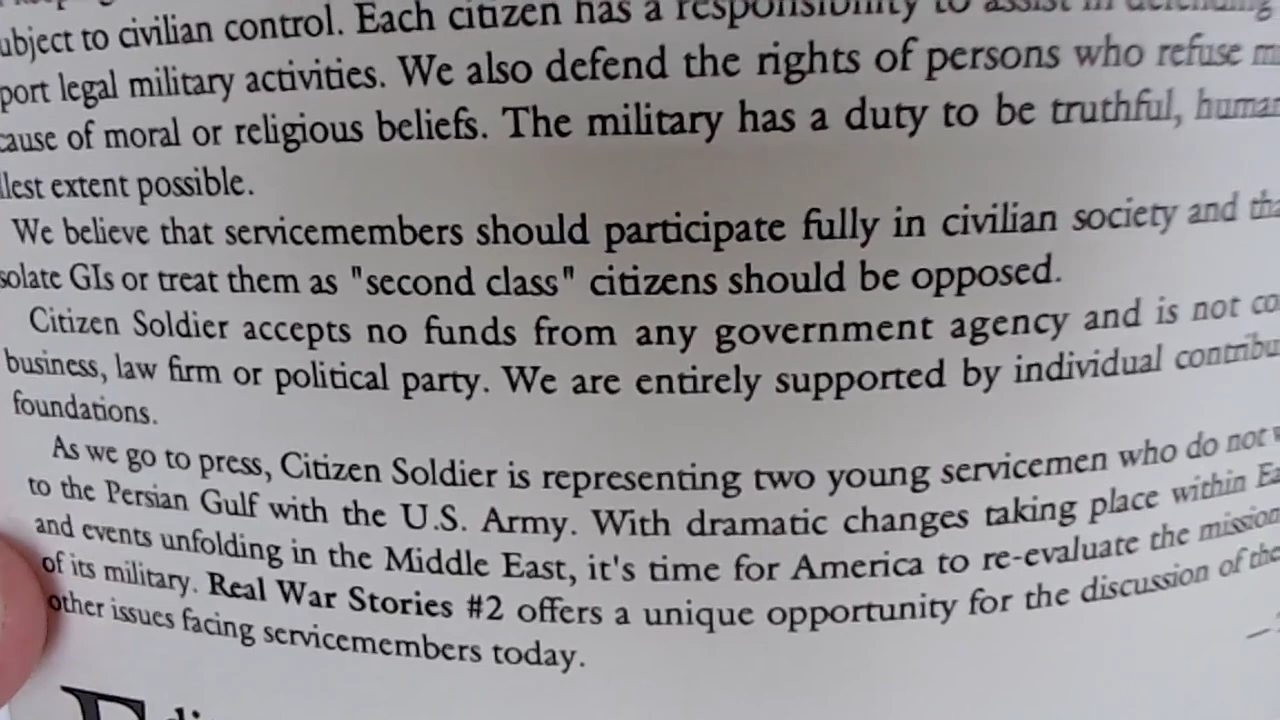 ubject to civilian control. Each citizen has a responsibility to assist in defending
port legal military activities. We also defend the rights of persons who refuse m
cause of moral or religious beliefs. The military has a duty to be truthful, human
llest extent possible.
We believe that servicemembers should participate fully in civilian society and tha
solate GIs or treat them as "second class" citizens should be opposed.
Citizen Soldier accepts no funds from any government agency and is not co
business, law firm or political party. We are entirely supported by individual contribu
foundations.
As we go to press, Citizen Soldier is representing two young servicemen who do not w
to the Persian Gulf with the U.S. Army. With dramatic changes taking place within Ea
and events unfolding in the Middle East, it's time for America to re-evaluate the mission
of its military. Real War Stories #2 offers a unique opportunity for the discussion of the
other issues facing servicemembers today.